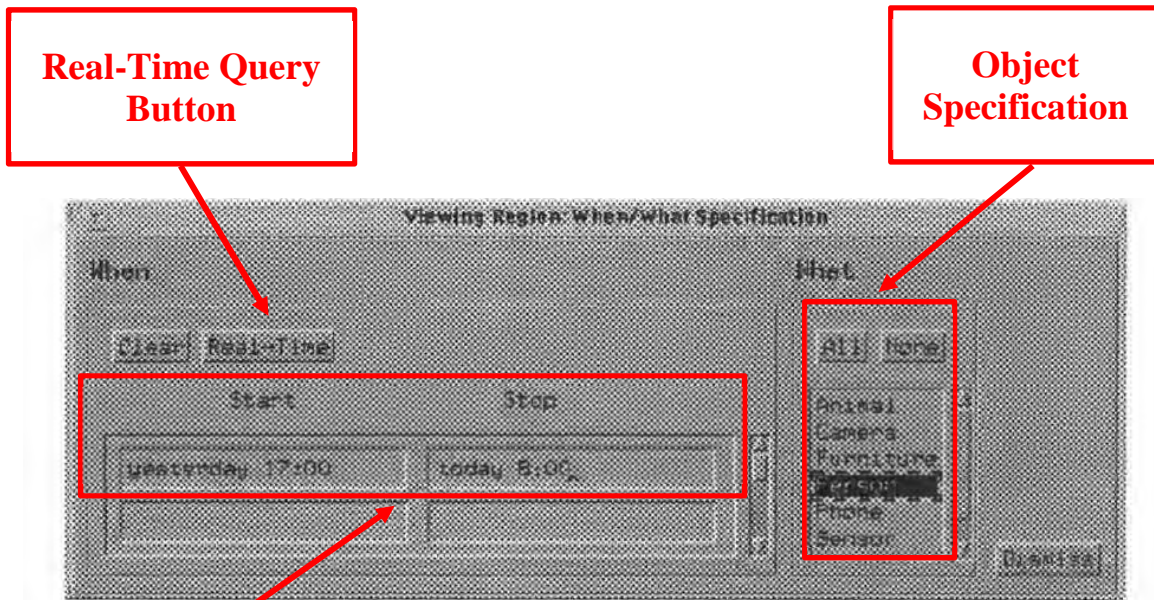 Real-Time Query
Button
Object
Specification
Viewing Region: When/What Specification
When
What
Clear Real-Time
All None
Start Stop
Animal
Camera
yesterday 17:00 today 8:00
Furniture
Person
Phone
Sensor
Dismiss